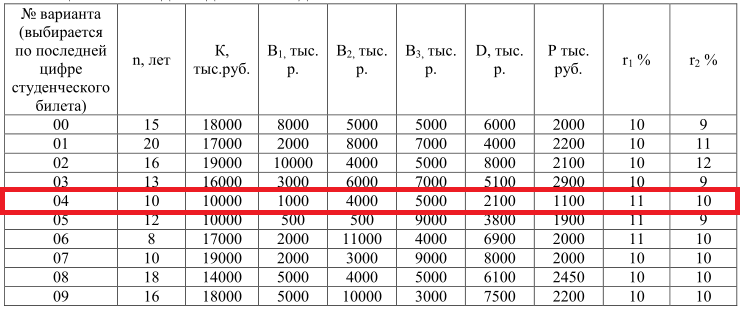 № варианта (выбирается по последней цифре студенческого билета) n, лет К, тыс.руб. В1, тыс. р. В2, тыс. р. В3, тыс. р. D, тыс. р. Р тыс. руб. r1 % r2 %
00 15 18000 8000 5000 5000 6000 2000 10 9
01 20 17000 2000 8000 7000 4000 2200 10 11
02 16 19000 10000 4000 5000 8000 2100 10 12
03 13 16000 3000 6000 7000 5100 2900 10 9
04 10 10000 1000 4000 5000 2100 1100 11 10
05 12 10000 500 500 9000 3800 1900 11 9
06 8 17000 2000 11000 4000 6900 2000 11 10
07 10 19000 2000 3000 9000 8000 2000 10 10
08 18 14000 5000 4000 5000 6100 2450 10 10
09 16 18000 5000 10000 3000 7500 2200 10 10